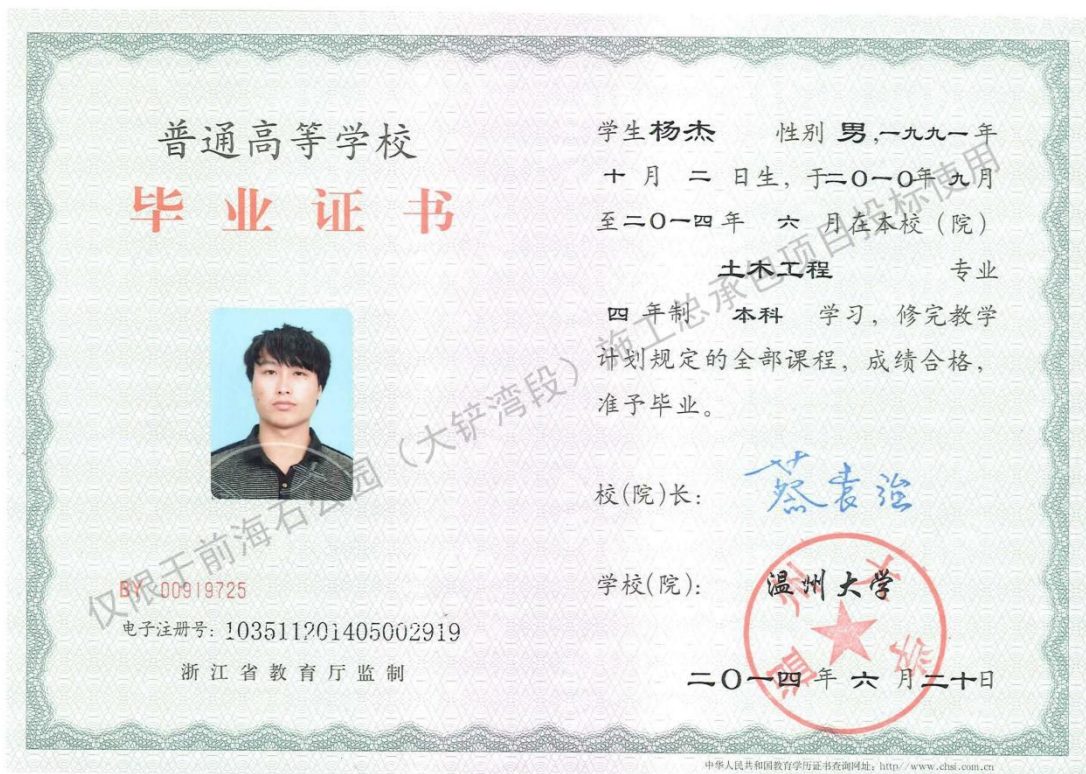 普通高等学校
毕业证书
BY 00919725
电子注册号：103511201405002919
浙江省教育厅监制
学生杨杰 性别 男,一九九一年
十月 二 日生，于二〇一〇年九月
至二〇一四年 六 月在本校（院）
土木工程 专业
四年制 本科 学习，修完教学
计划规定的全部课程，成绩合格，
准予毕业。
校(院)长：蔡袁强
学校(院)：温州大学
温州大学
二〇一四年六月二十日
中华人民共和国教育学历证书查询网址：http://www.chsi.com.cn
仅限于前海石公园（大铲湾段）施工总承包项目投标使用